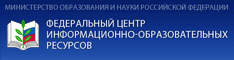 МИНИСТЕРСТВО ОБРАЗОВАНИЯ И НАУКИ РОССИЙСКОЙ ФЕДЕРАЦИИ
ФЕДЕРАЛЬНЫЙ ЦЕНТР
ИНФОРМАЦИОННО-ОБРАЗОВАТЕЛЬНЫХ
РЕСУРСОВ